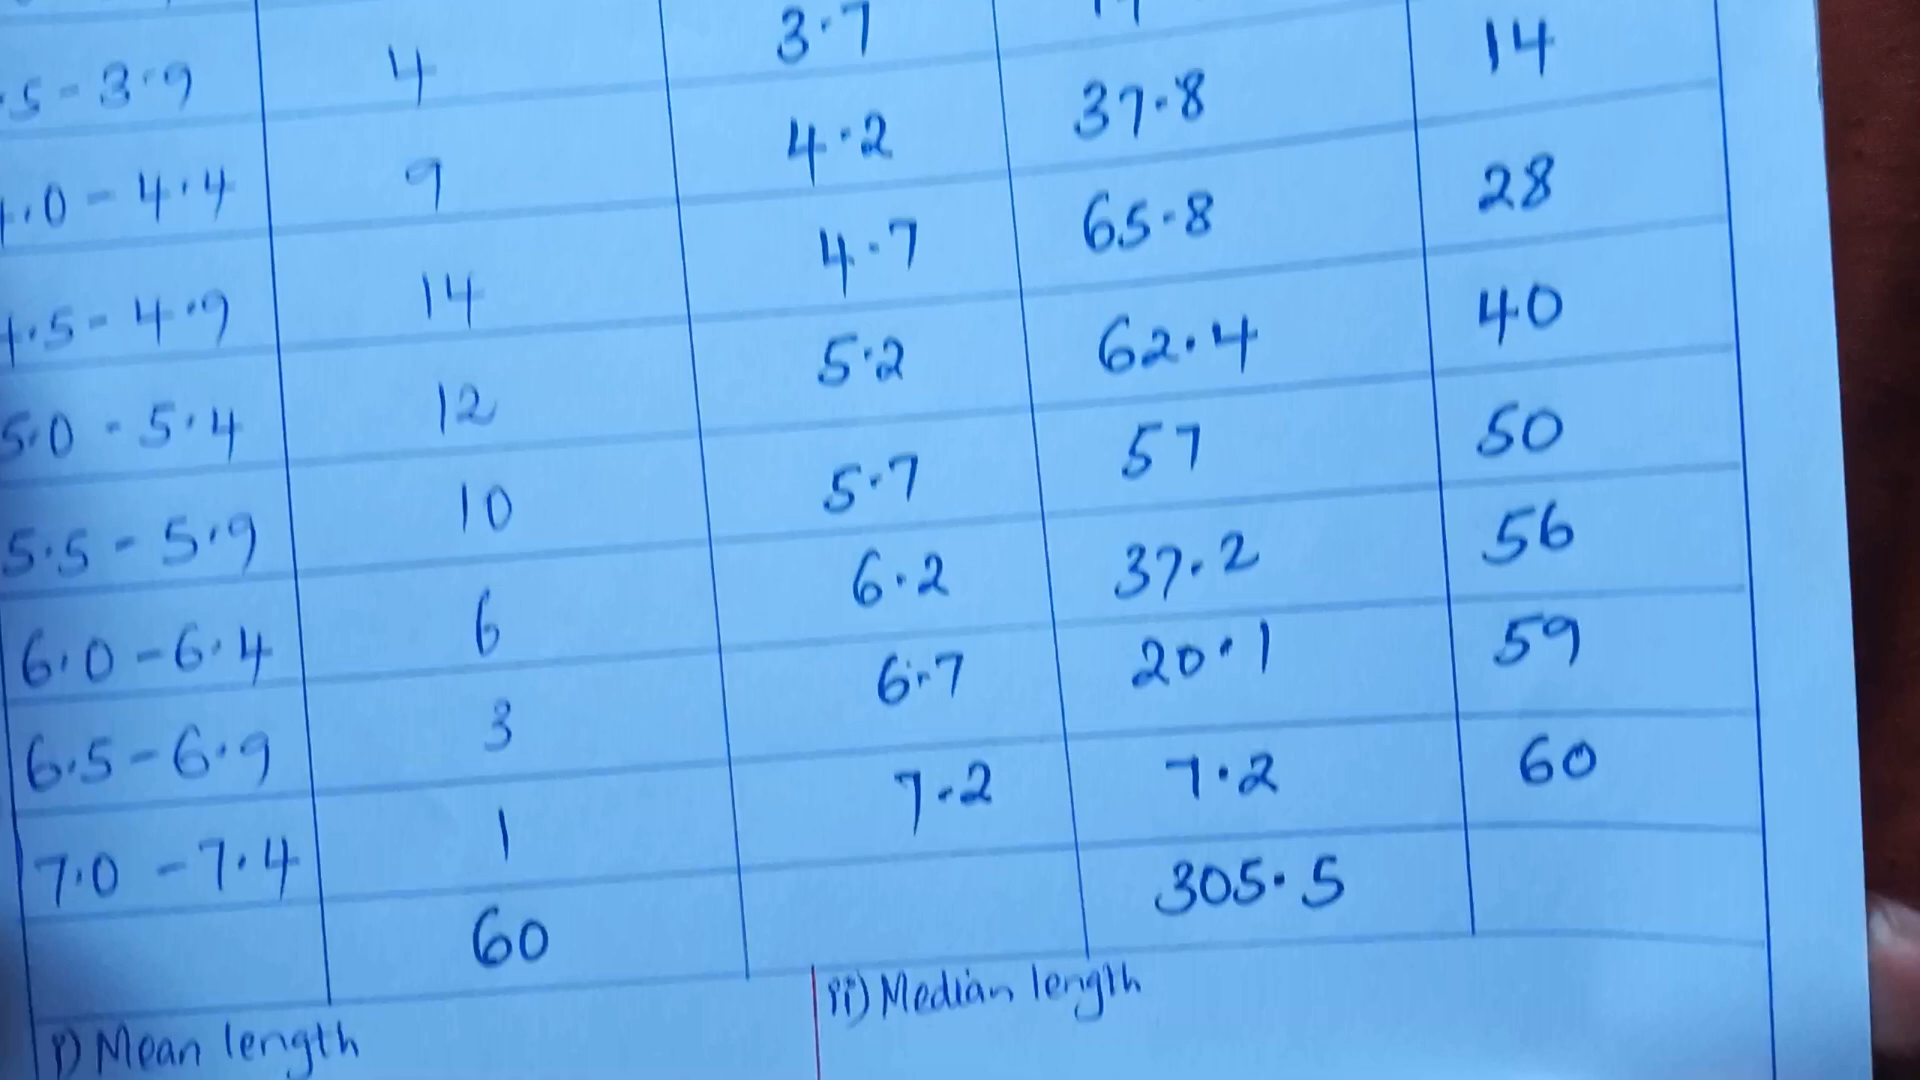 .5 - 3.9 4 3.7
4.0 - 4.4 9 4.2 37.8 14
4.5 - 4.9 14 4.7 65.8 28
5.0 - 5.4 12 5.2 62.4 40
5.5 - 5.9 10 5.7 57 50
6.0 - 6.4 6 6.2 37.2 56
6.5 - 6.9 3 6.7 20.1 59
7.0 - 7.4 1 7.2 7.2 60
60 305.5
i) Mean length ii) Median length